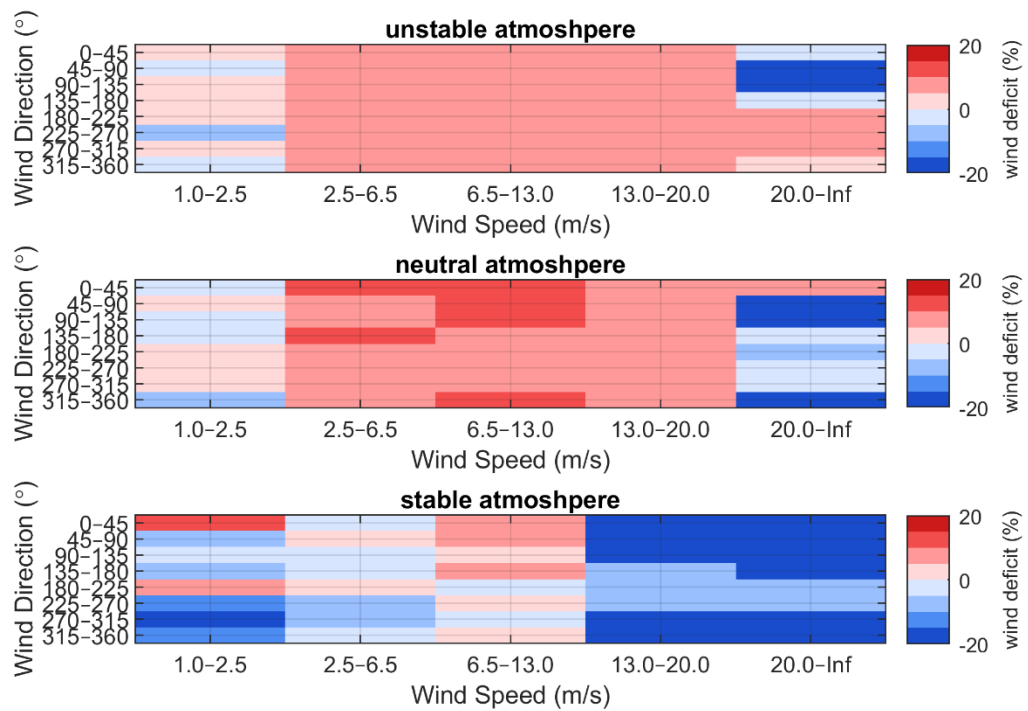 unstable atmoshpere
Wind Direction (°)
0−45
45−90
90−135
135−180
180−225
225−270
270−315
315−360
1.0−2.5 2.5−6.5 6.5−13.0 13.0−20.0 20.0−Inf
Wind Speed (m/s)
20
0
-20
wind deficit (%)
neutral atmoshpere
Wind Direction (°)
0−45
45−90
90−135
135−180
180−225
225−270
270−315
315−360
1.0−2.5 2.5−6.5 6.5−13.0 13.0−20.0 20.0−Inf
Wind Speed (m/s)
20
0
-20
wind deficit (%)
stable atmoshpere
Wind Direction (°)
0−45
45−90
90−135
135−180
180−225
225−270
270−315
315−360
1.0−2.5 2.5−6.5 6.5−13.0 13.0−20.0 20.0−Inf
Wind Speed (m/s)
20
0
-20
wind deficit (%)